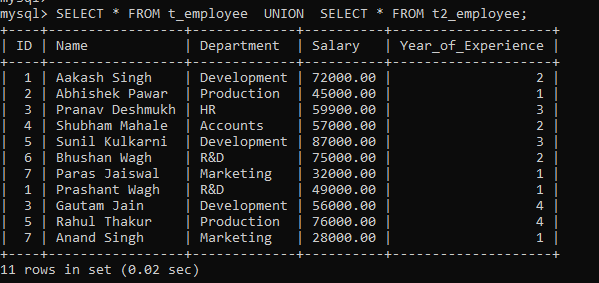 mysql>
mysql> SELECT * FROM t_employee  UNION  SELECT * FROM t2_employee;
+----+------------------+-------------+----------+--------------------+
| ID | Name             | Department  | Salary   | Year_of_Experience |
+----+------------------+-------------+----------+--------------------+
|  1 | Aakash Singh     | Development | 72000.00 |                  2 |
|  2 | Abhishek Pawar   | Production  | 45000.00 |                  1 |
|  3 | Pranav Deshmukh  | HR          | 59900.00 |                  3 |
|  4 | Shubham Mahale   | Accounts    | 57000.00 |                  2 |
|  5 | Sunil Kulkarni   | Development | 87000.00 |                  3 |
|  6 | Bhushan Wagh     | R&D         | 75000.00 |                  2 |
|  7 | Paras Jaiswal    | Marketing   | 32000.00 |                  1 |
|  1 | Prashant Wagh    | R&D         | 49000.00 |                  1 |
|  3 | Gautam Jain      | Development | 56000.00 |                  4 |
|  5 | Rahul Thakur     | Production  | 76000.00 |                  4 |
|  7 | Anand Singh      | Marketing   | 28000.00 |                  1 |
+----+------------------+-------------+----------+--------------------+
11 rows in set (0.02 sec)